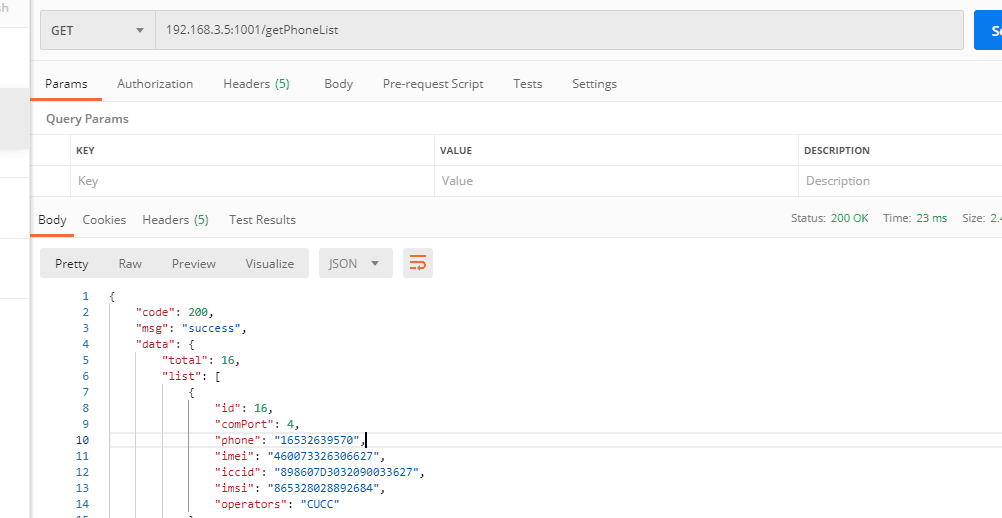 sh
GET 192.168.3.5:1001/getPhoneList
Params Authorization Headers (5) Body Pre-request Script Tests Settings
Query Params
KEY VALUE DESCRIPTION
Key Value Description
Body Cookies Headers (5) Test Results Status: 200 OK Time: 23 ms Size: 2.4
Pretty Raw Preview Visualize JSON
1 {
2 "code": 200,
3 "msg": "success",
4 "data": {
5 "total": 16,
6 "list": [
7 {
8 "id": 16,
9 "comPort": 4,
10 "phone": "16532639570",
11 "imei": "460073326306627",
12 "iccid": "898607D3032090033627",
13 "imsi": "865328028892684",
14 "operators": "CUCC"